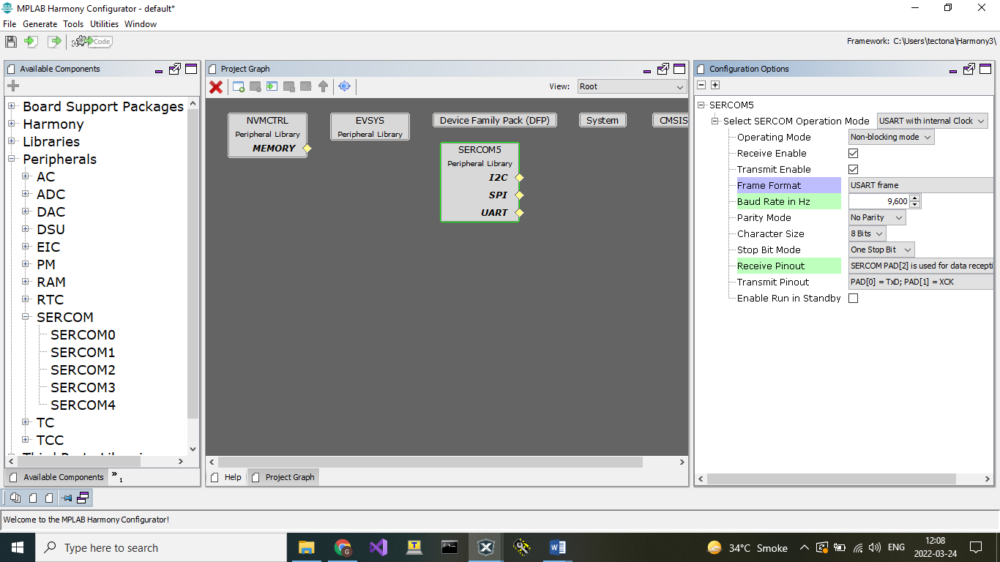 MPLAB Harmony Configurator - default*
File Generate Tools Utilities Window
Code
Framework: C:\Users\tectona\Harmony3\
Available Components
Board Support Packages
Harmony
Libraries
Peripherals
AC
ADC
DAC
DSU
EIC
PM
RAM
RTC
SERCOM
SERCOM0
SERCOM1
SERCOM2
SERCOM3
SERCOM4
TC
TCC
Available Components
» 1
Project Graph
View: Root
NVMCTRL
Peripheral Library
MEMORY
EVSYS
Peripheral Library
Device Family Pack (DFP)
System
CMSIS
SERCOM5
Peripheral Library
I2C
SPI
UART
Help Project Graph
Configuration Options
SERCOM5
Select SERCOM Operation Mode USART with internal Clock
Operating Mode Non-blocking mode
Receive Enable
Transmit Enable
Frame Format USART frame
Baud Rate in Hz 9,600
Parity Mode No Parity
Character Size 8 Bits
Stop Bit Mode One Stop Bit
Receive Pinout SERCOM PAD[2] is used for data recepti
Transmit Pinout PAD[0] = TxD; PAD[1] = XCK
Enable Run in Standby
Welcome to the MPLAB Harmony Configurator!
Type here to search
34°C Smoke
ENG
12:08
2022-03-24